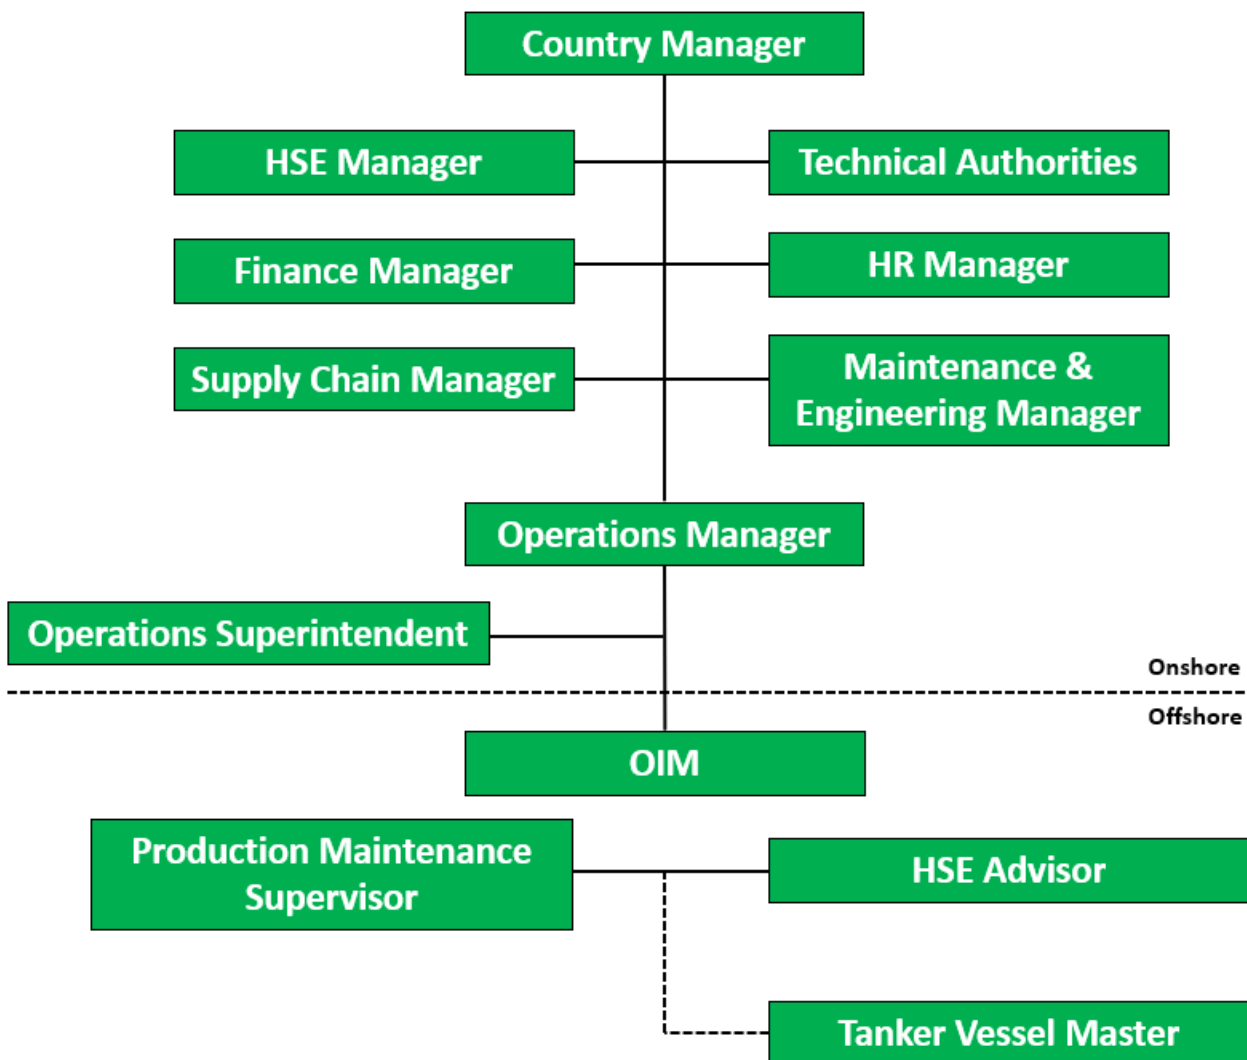 Country Manager
HSE Manager
Technical Authorities
Finance Manager
HR Manager
Supply Chain Manager
Maintenance &
Engineering Manager
Operations Manager
Operations Superintendent
Onshore
Offshore
OIM
Production Maintenance
Supervisor
HSE Advisor
Tanker Vessel Master